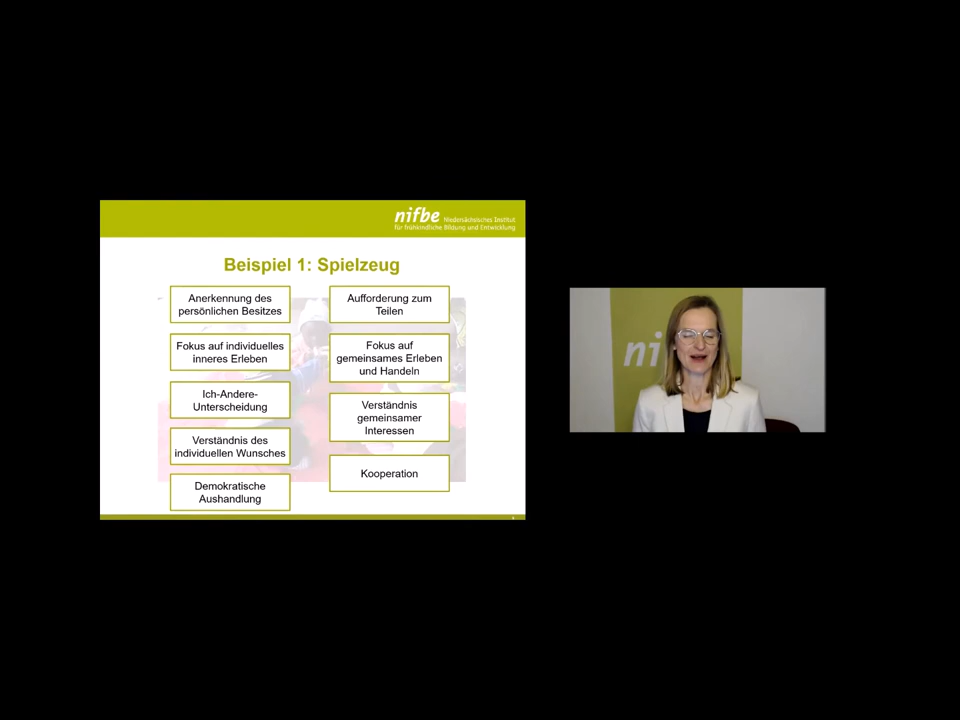 nifbe Niedersächsisches Institut
für frühkindliche Bildung und Entwicklung
Beispiel 1: Spielzeug
Anerkennung des
persönlichen Besitzes
Fokus auf individuelles
inneres Erleben
Ich-Andere-
Unterscheidung
Verständnis des
individuellen Wunsches
Demokratische
Aushandlung
Aufforderung zum
Teilen
Fokus auf
gemeinsames Erleben
und Handeln
Verständnis
gemeinsamer
Interessen
Kooperation
ni